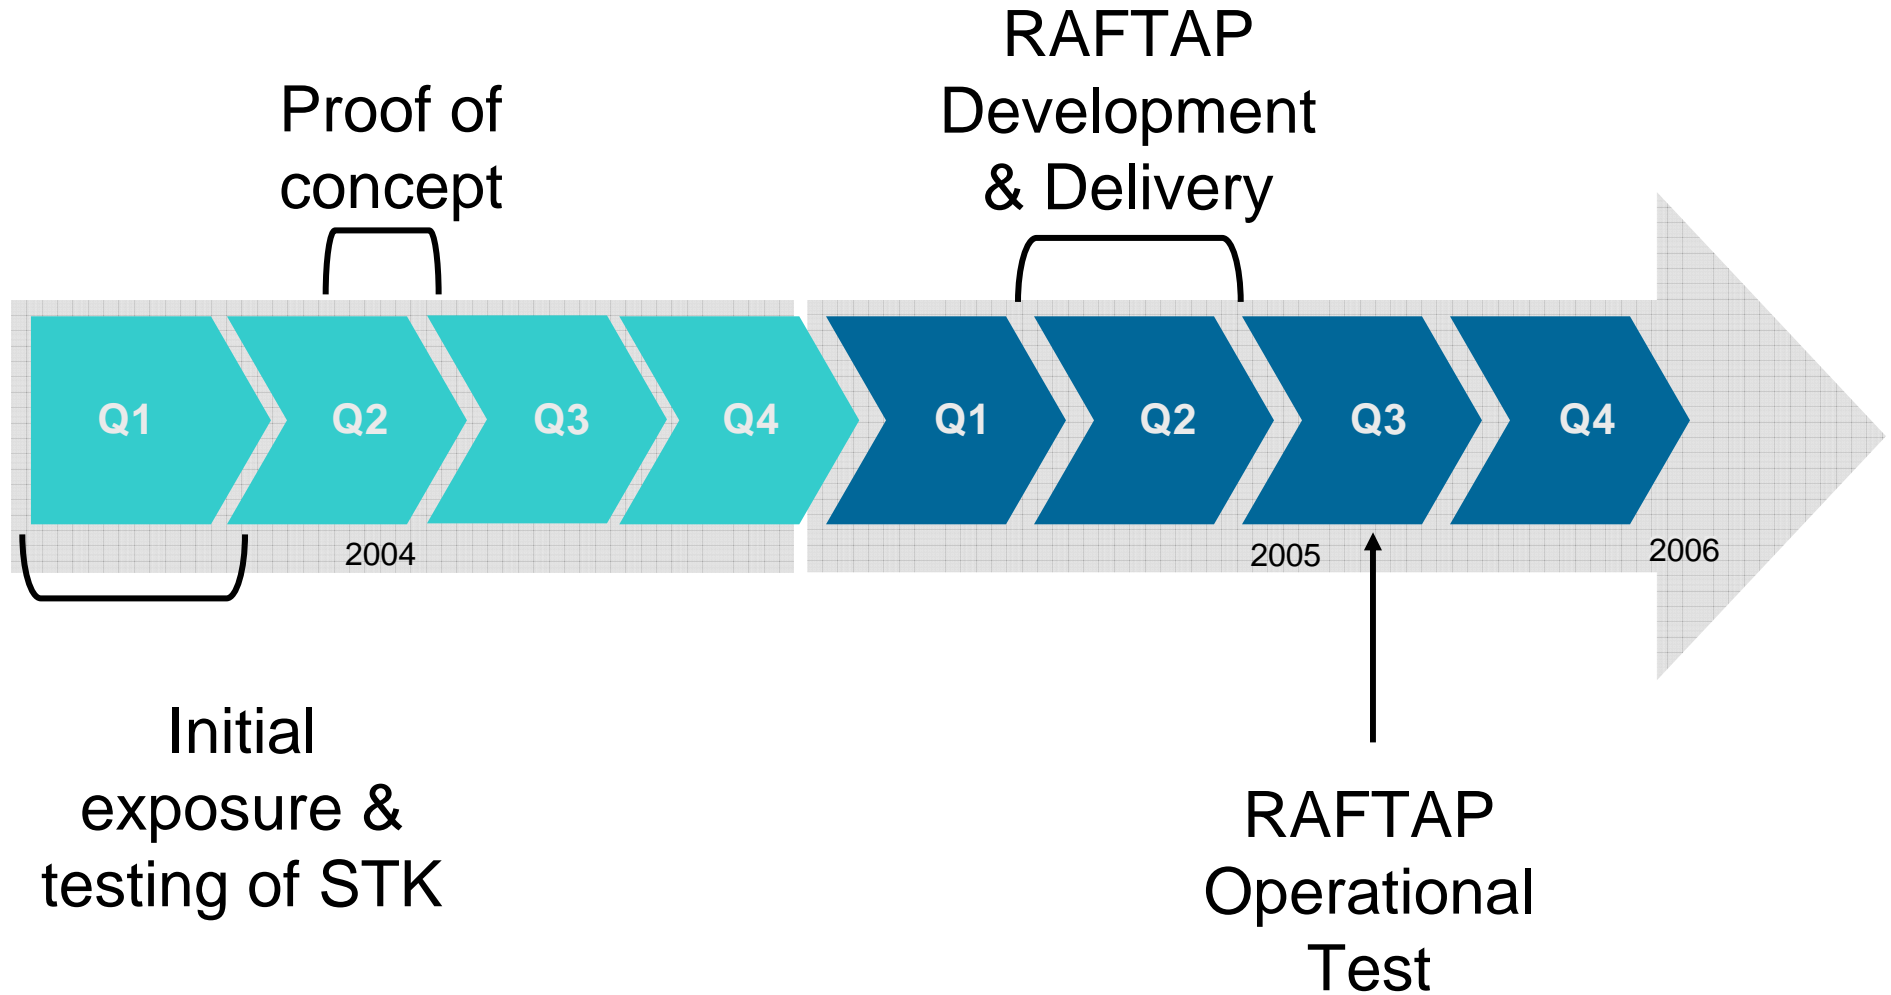 RAFTAP
Development
& Delivery
Proof of
concept
Q1
Q2
Q3
Q4
Q1
Q2
Q3
Q4
2004
2005
2006
Initial
exposure &
testing of STK
RAFTAP
Operational
Test